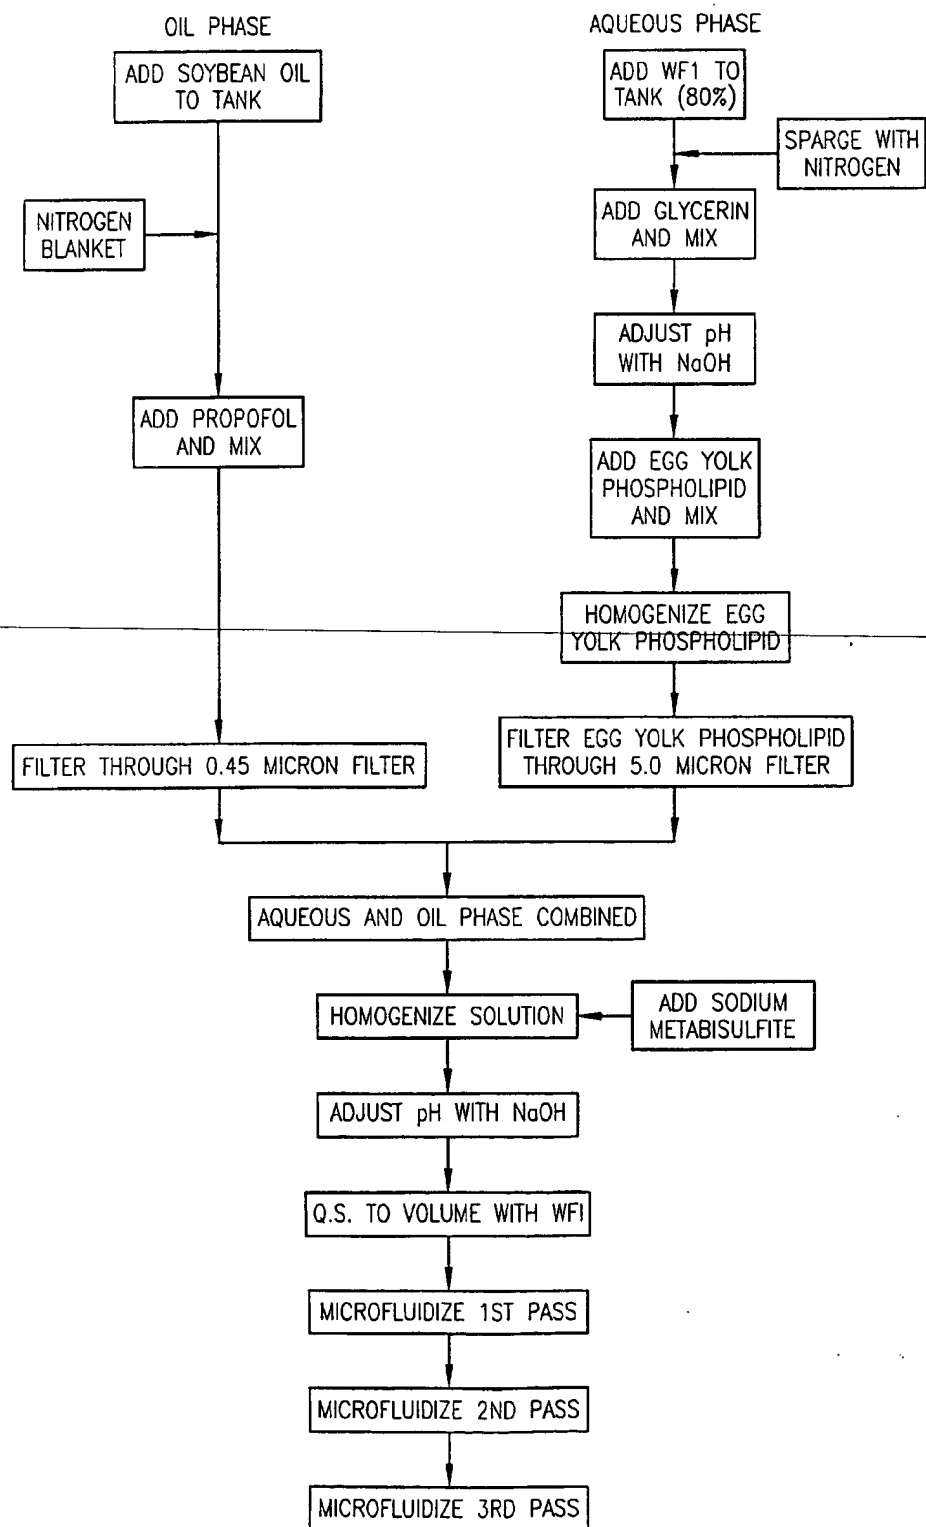 OIL PHASE
ADD SOYBEAN OIL
TO TANK
NITROGEN
BLANKET
ADD PROPOFOL
AND MIX
FILTER THROUGH 0.45 MICRON FILTER
AQUEOUS PHASE
ADD WF1 TO
TANK (80%)
SPARGE WITH
NITROGEN
ADD GLYCERIN
AND MIX
ADJUST pH
WITH NaOH
ADD EGG YOLK
PHOSPHOLIPID
AND MIX
HOMOGENIZE EGG
YOLK PHOSPHOLIPID
FILTER EGG YOLK PHOSPHOLIPID
THROUGH 5.0 MICRON FILTER
AQUEOUS AND OIL PHASE COMBINED
HOMOGENIZE SOLUTION
ADD SODIUM
METABISULFITE
ADJUST pH WITH NaOH
Q.S. TO VOLUME WITH WFI
MICROFLUIDIZE 1ST PASS
MICROFLUIDIZE 2ND PASS
MICROFLUIDIZE 3RD PASS